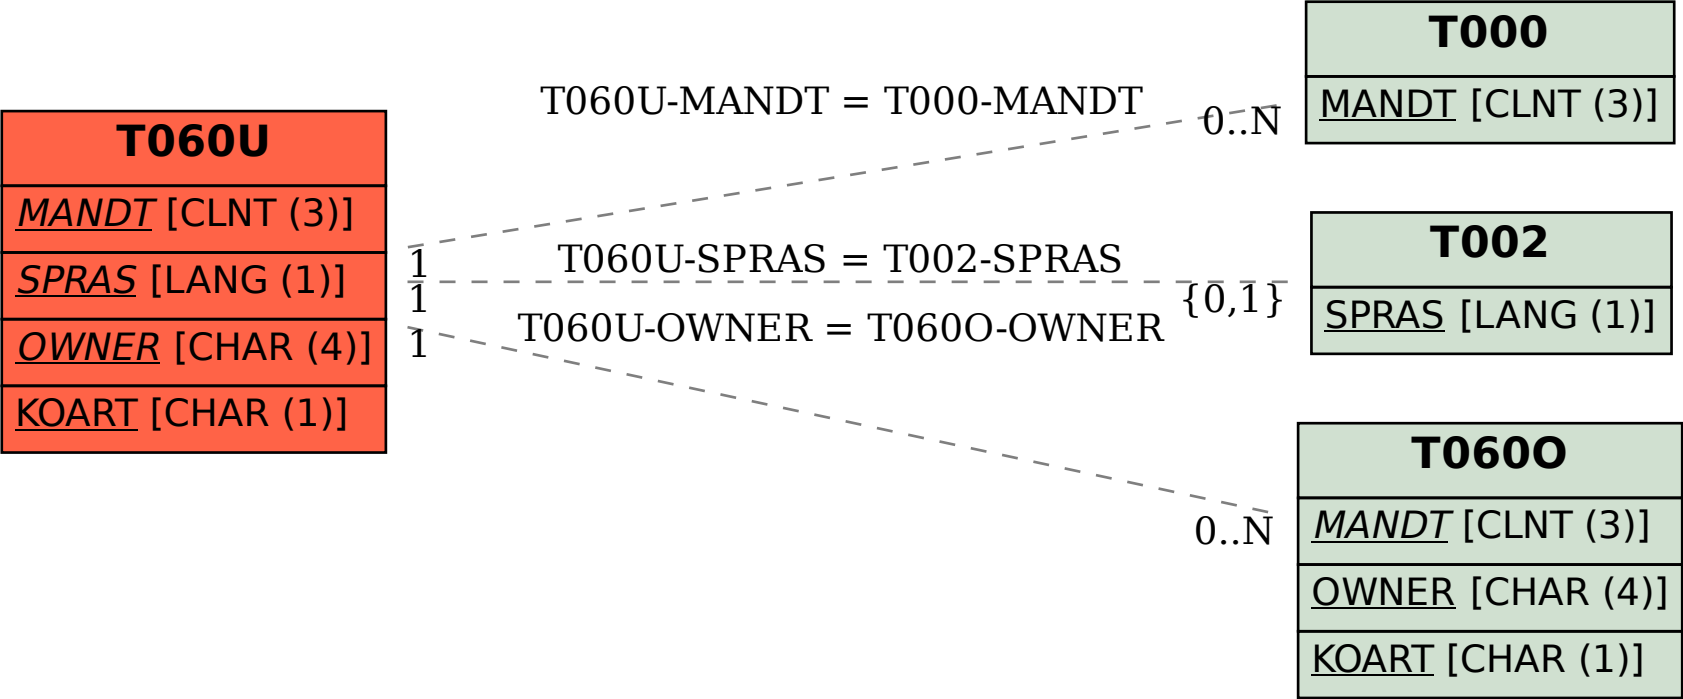 T060U
MANDT [CLNT (3)]
SPRAS [LANG (1)]
OWNER [CHAR (4)]
KOART [CHAR (1)]
T060U-MANDT = T000-MANDT
0..N
1
T060U-SPRAS = T002-SPRAS
1
{0,1}
T060U-OWNER = T060O-OWNER
1
0..N
T000
MANDT [CLNT (3)]
T002
SPRAS [LANG (1)]
T060O
MANDT [CLNT (3)]
OWNER [CHAR (4)]
KOART [CHAR (1)]